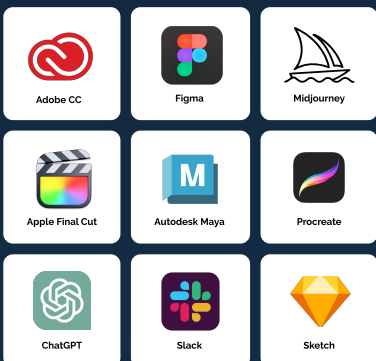 Adobe CC
Figma
Midjourney
Apple Final Cut
M
Autodesk Maya
Procreate
ChatGPT
Slack
Sketch